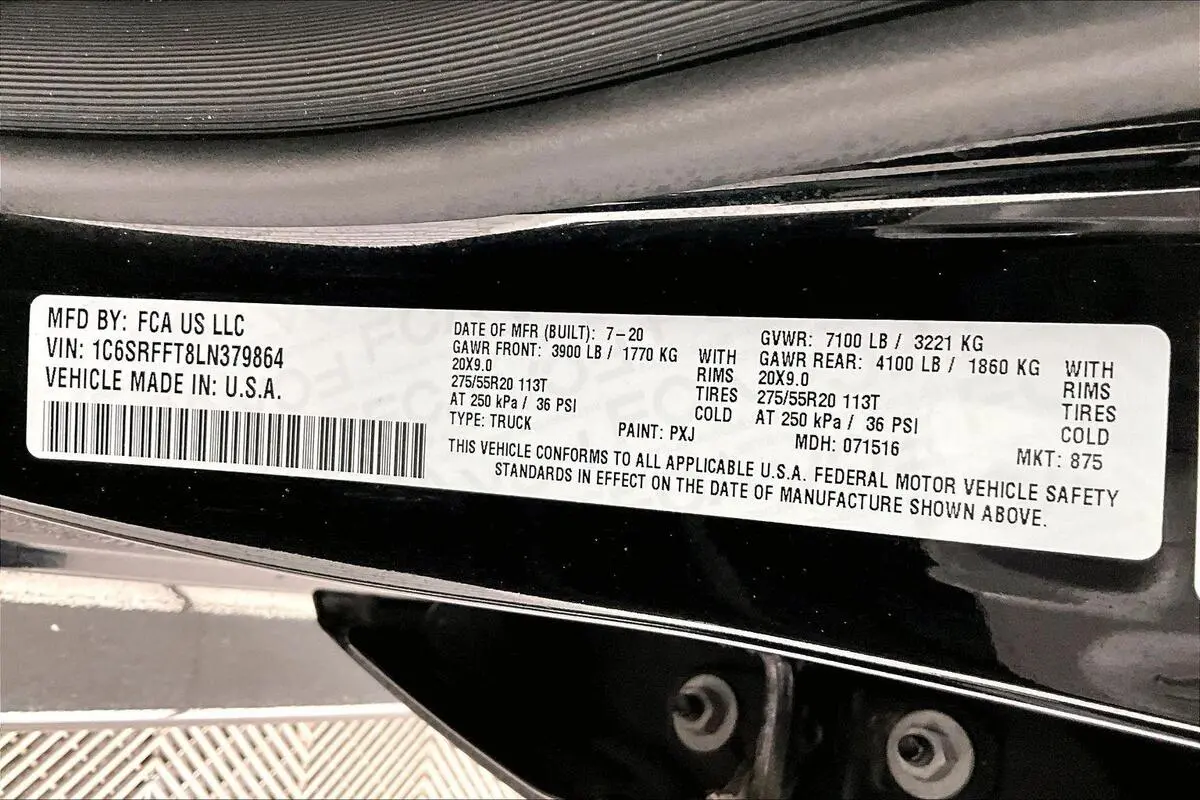 MFD BY: FCA US LLC
VIN: 1C6SRFFT8LN379864
VEHICLE MADE IN: U.S.A.
DATE OF MFR (BUILT): 7-20
GAWR FRONT: 3900 LB / 1770 KG WITH
20X9.0 RIMS
275/55R20 113T TIRES
AT 250 kPa / 36 PSI COLD
TYPE: TRUCK PAINT: PXJ
GVWR: 7100 LB / 3221 KG
GAWR REAR: 4100 LB / 1860 KG WITH
20X9.0 RIMS
275/55R20 113T TIRES
AT 250 kPa / 36 PSI COLD
MDH: 071516 MKT: 875
THIS VEHICLE CONFORMS TO ALL APPLICABLE U.S.A. FEDERAL MOTOR VEHICLE SAFETY
STANDARDS IN EFFECT ON THE DATE OF MANUFACTURE SHOWN ABOVE.